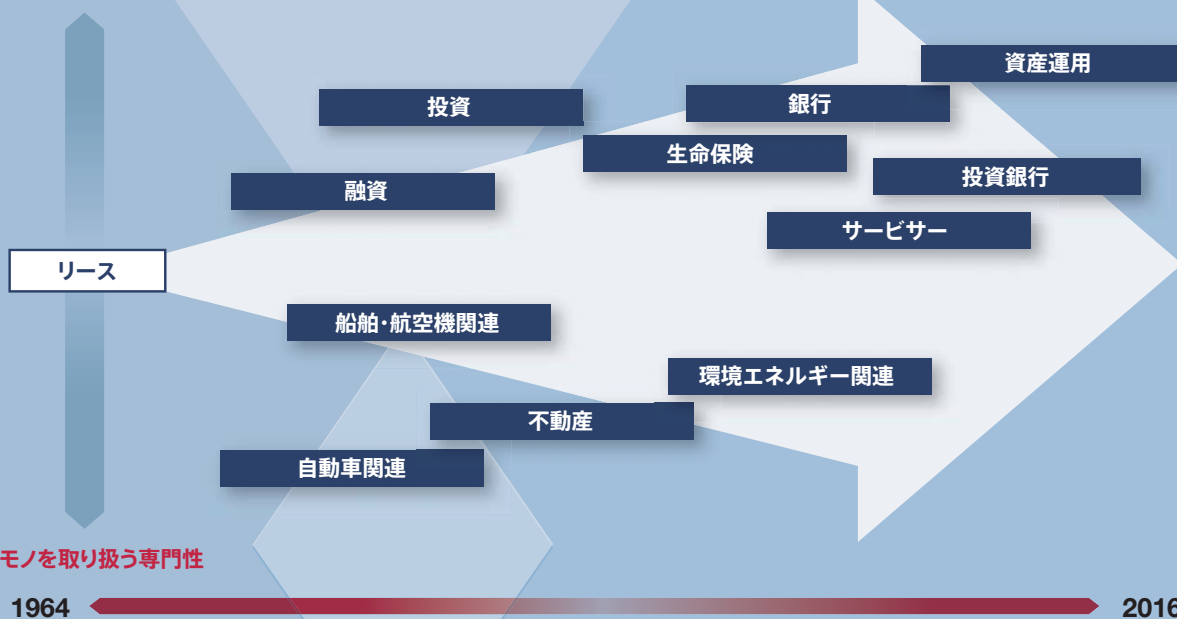 資産運用
投資
銀行
生命保険
投資銀行
融資
サービサー
リース
船舶・航空機関連
環境エネルギー関連
不動産
自動車関連
モノを取り扱う専門性
1964
2016